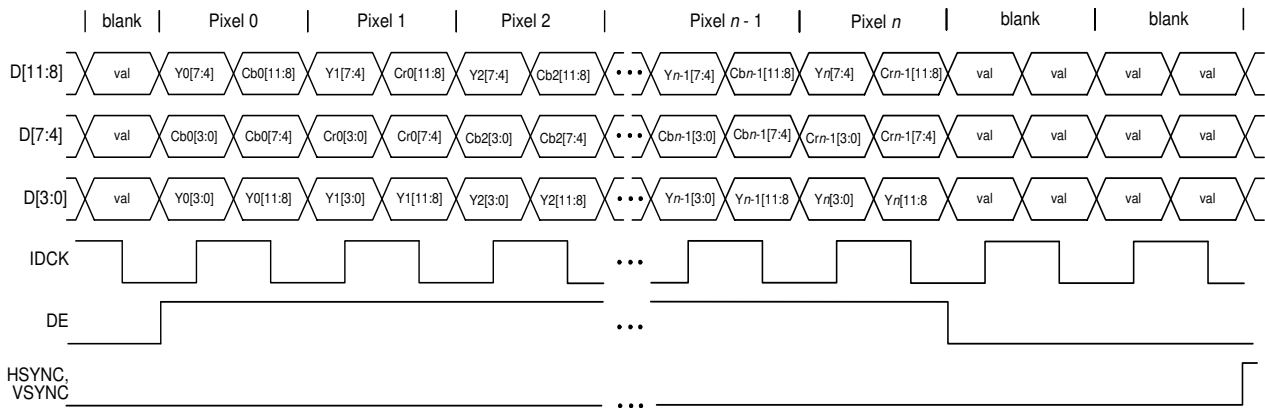 blank Pixel 0 Pixel 1 Pixel 2 Pixel n - 1 Pixel n blank blank
D[11:8] val Y0[7:4] Cb0[11:8] Y1[7:4] Cr0[11:8] Y2[7:4] Cb2[11:8] ••• Yn-1[7:4] Cbn-1[11:8] Yn[7:4] Crn-1[11:8] val val val val
D[7:4] val Cb0[3:0] Cb0[7:4] Cr0[3:0] Cr0[7:4] Cb2[3:0] Cb2[7:4] ••• Cbn-1[3:0] Cbn-1[7:4] Crn-1[3:0] Crn-1[7:4] val val val val
D[3:0] val Y0[3:0] Y0[11:8] Y1[3:0] Y1[11:8] Y2[3:0] Y2[11:8] ••• Yn-1[3:0] Yn-1[11:8 Yn[3:0] Yn[11:8 val val val val
IDCK •••
DE •••
HSYNC,
VSYNC •••